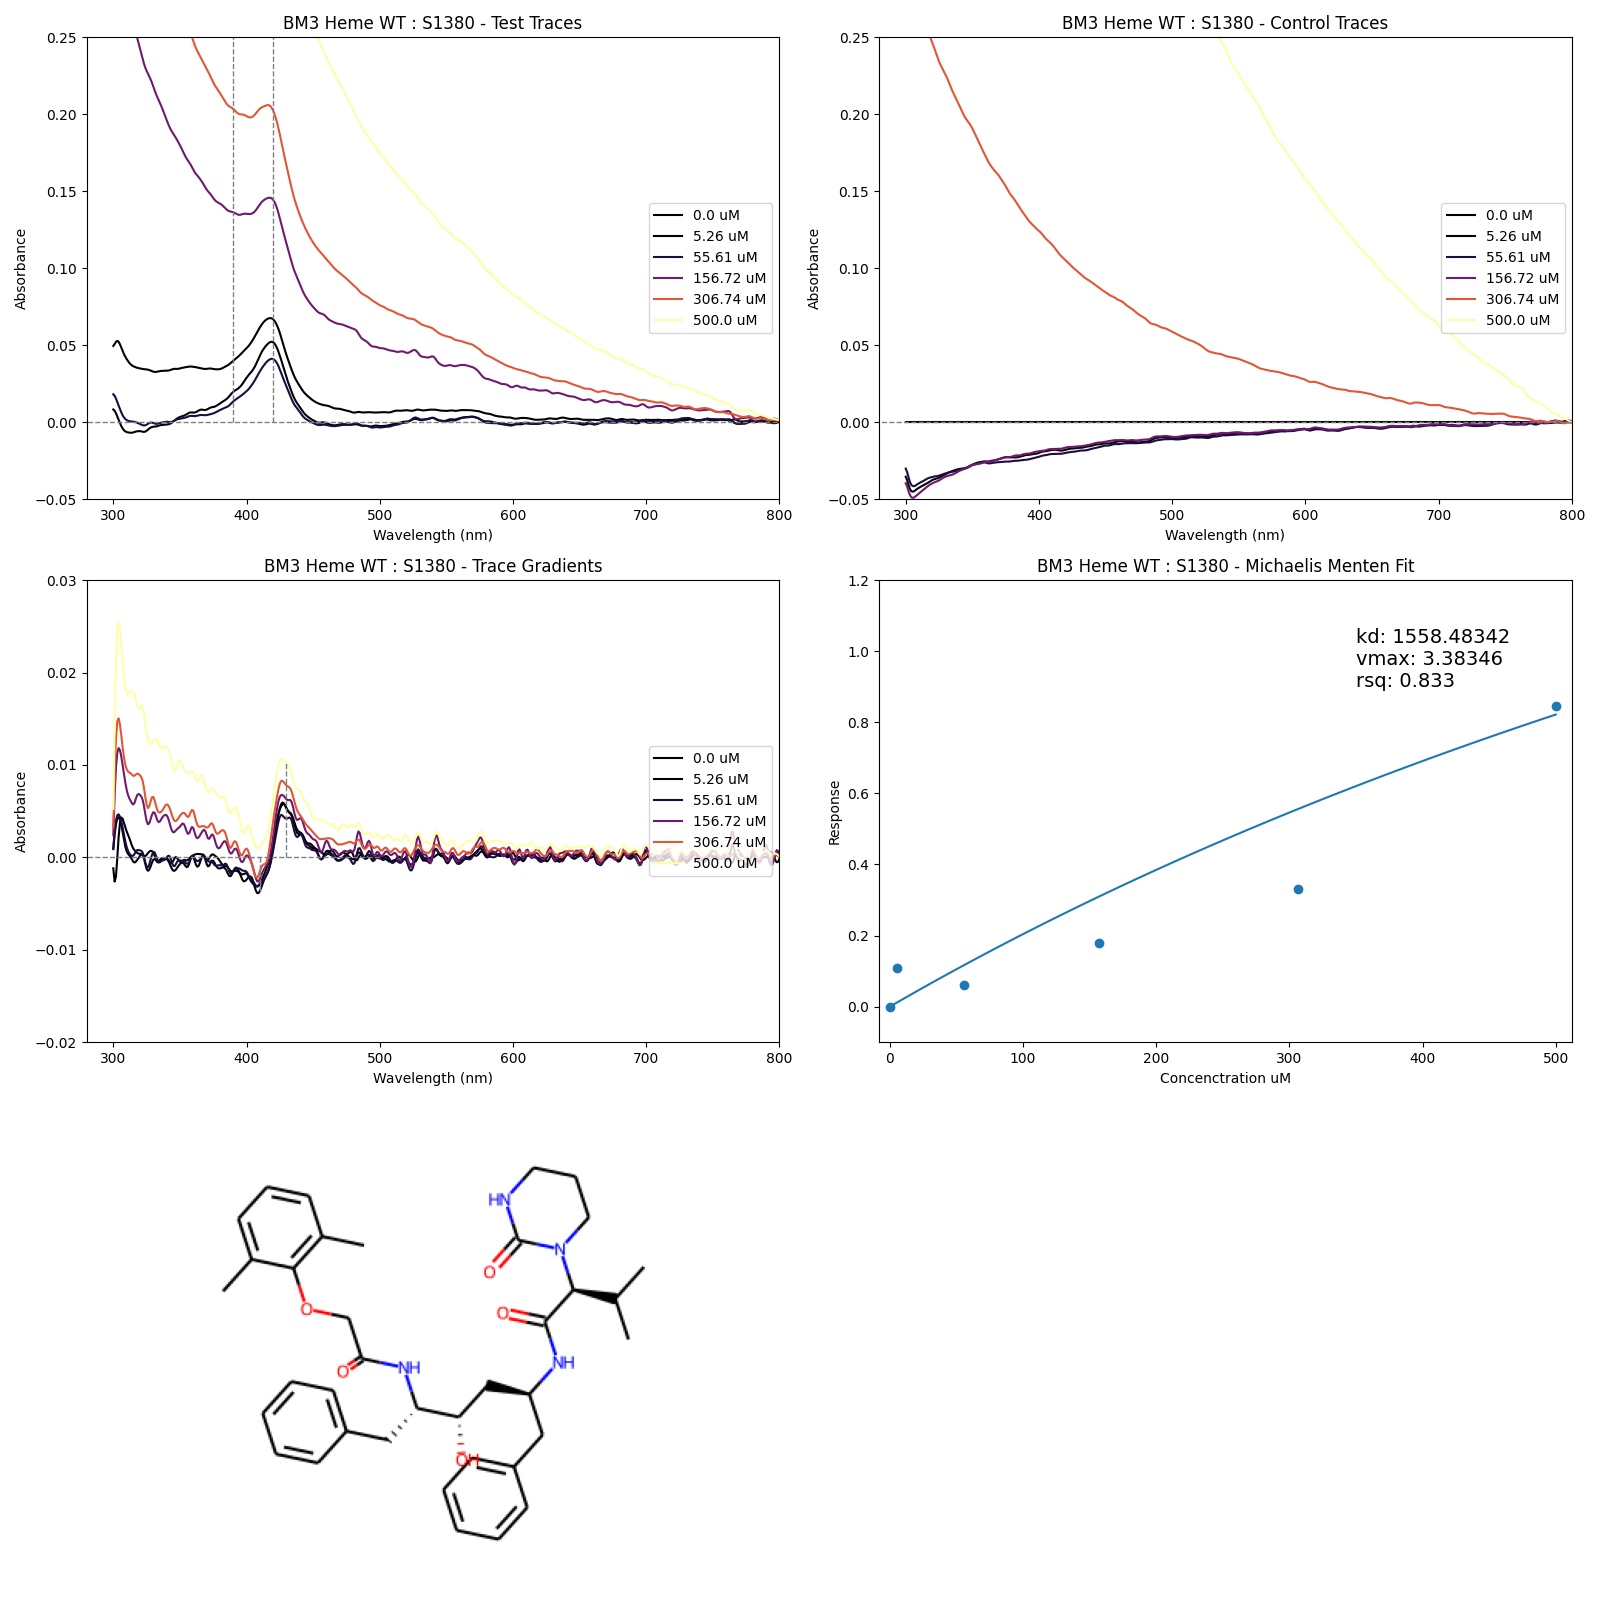 BM3 Heme WT : S1380 - Test Traces
0.25
0.20
0.15
0.10
0.05
0.00
−0.05
Absorbance
300
400
500
600
700
800
Wavelength (nm)
0.0 uM
5.26 uM
55.61 uM
156.72 uM
306.74 uM
500.0 uM
BM3 Heme WT : S1380 - Control Traces
0.25
0.20
0.15
0.10
0.05
0.00
−0.05
Absorbance
300
400
500
600
700
800
Wavelength (nm)
0.0 uM
5.26 uM
55.61 uM
156.72 uM
306.74 uM
500.0 uM
BM3 Heme WT : S1380 - Trace Gradients
0.03
0.02
0.01
0.00
−0.01
−0.02
Absorbance
300
400
500
600
700
800
Wavelength (nm)
0.0 uM
5.26 uM
55.61 uM
156.72 uM
306.74 uM
500.0 uM
BM3 Heme WT : S1380 - Michaelis Menten Fit
1.2
1.0
0.8
0.6
0.4
0.2
0.0
Response
0
100
200
300
400
500
Concenctration uM
kd: 1558.48342
vmax: 3.38346
rsq: 0.833
HN
N
O
O
O
NH
NH
O
OH